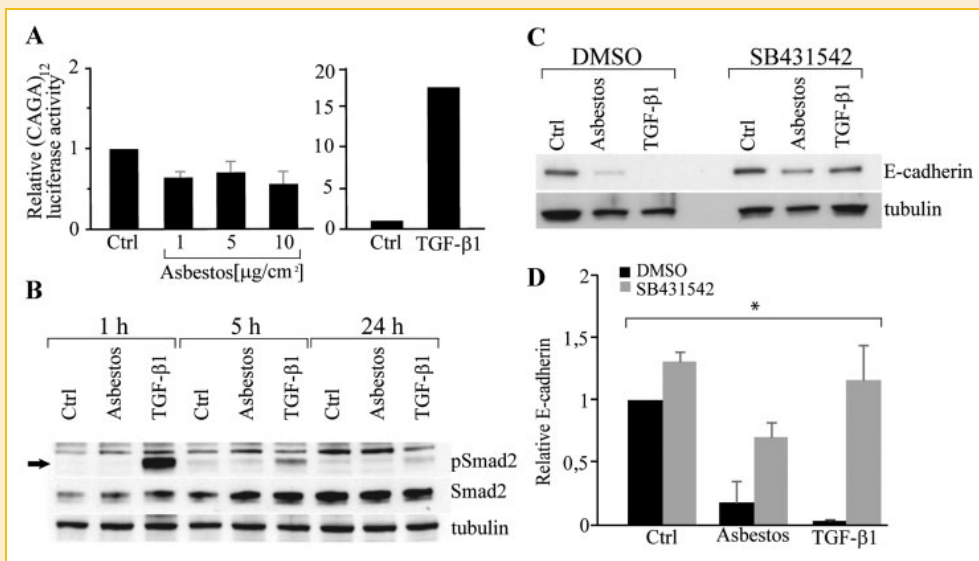 A
Relative (CAGA)12
luciferase activity
2
1
0
Ctrl
1 5 10
Asbestos[µg/cm²]
20
15
10
5
0
Ctrl TGF-β1
B
1 h 5 h 24 h
Ctrl Asbestos TGF-β1 Ctrl Asbestos TGF-β1 Ctrl Asbestos TGF-β1
pSmad2
Smad2
tubulin
C
DMSO SB431542
Ctrl Asbestos TGF-β1 Ctrl Asbestos TGF-β1
E-cadherin
tubulin
D
DMSO
SB431542
Relative E-cadherin
2
1,5
1
0,5
0
*
Ctrl Asbestos TGF-β1